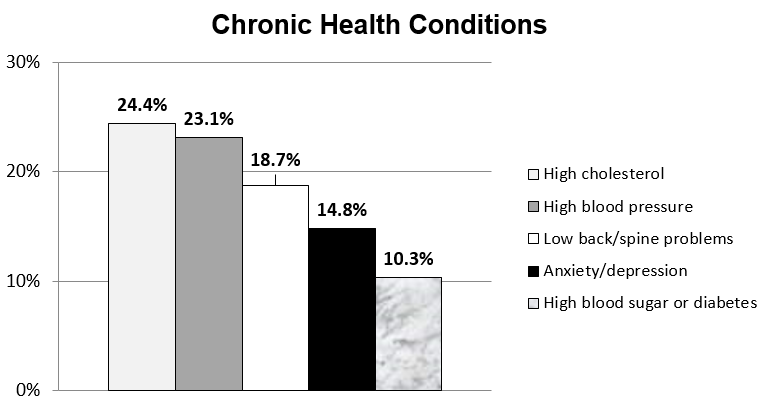 Chronic Health Conditions
30%
24.4%
23.1%
18.7%
20%
14.8%
10.3%
10%
0%
High cholesterol
High blood pressure
Low back/spine problems
Anxiety/depression
High blood sugar or diabetes